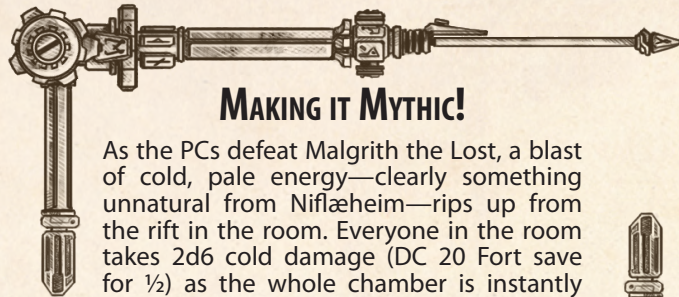 MAKING IT MYTHIC!
As the PCs defeat Malgrith the Lost, a blast
of cold, pale energy—clearly something
unnatural from Niflæheim—rips up from
the rift in the room. Everyone in the room
takes 2d6 cold damage (DC 20 Fort save
for ½) as the whole chamber is instantly